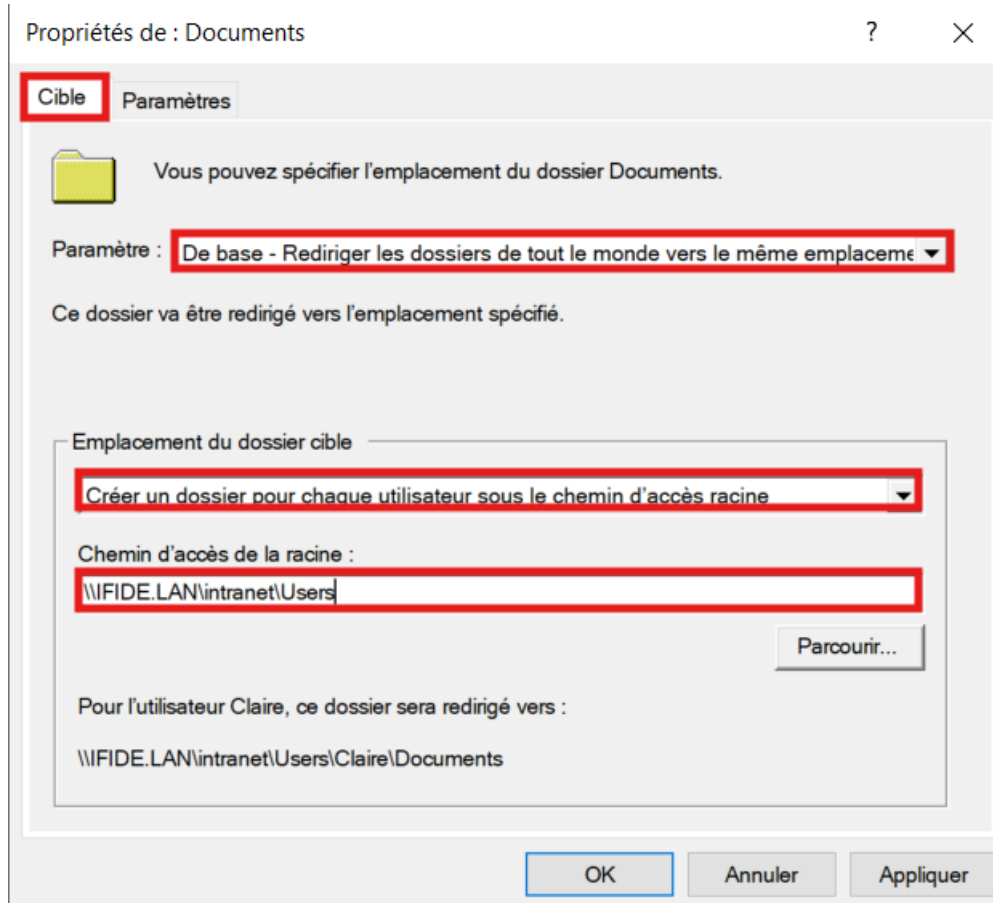 Propriétés de : Documents ?
Cible Paramètres
Vous pouvez spécifier l'emplacement du dossier Documents.
Paramètre : De base - Rediriger les dossiers de tout le monde vers le même emplaceme
Ce dossier va être redirigé vers l'emplacement spécifié.
Emplacement du dossier cible
Créer un dossier pour chaque utilisateur sous le chemin d'accès racine
Chemin d'accès de la racine :
\\IFIDE.LAN\intranet\Users
Parcourir...
Pour l'utilisateur Claire, ce dossier sera redirigé vers :
\\IFIDE.LAN\intranet\Users\Claire\Documents
OK Annuler Appliquer